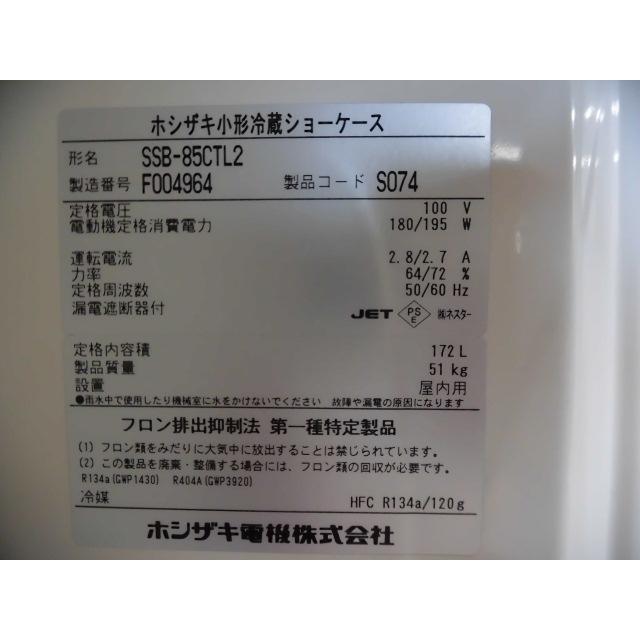 ホシザキ小形冷蔵ショーケース
形名 SSB-85CTL2
製造番号 F004964 製品コード S074
定格電圧 100 V
電動機定格消費電力 180/195 W
運転電流 2.8/2.7 A
力率 64/72 %
定格周波数 50/60 Hz
漏電遮断器付 JET PSE ㈱ネスター
定格内容積 172 L
製品質量 51 kg
設置 屋内用
●雨水中で使用したり機械室に水をかけないでください 故障や漏電の原因になります
フロン排出抑制法 第一種特定製品
(1) フロン類をみだりに大気中に放出することは禁じられています。
(2) この製品を廃棄・整備する場合には、フロン類の回収が必要です。
R134a(GWP1430) R404A(GWP3920)
冷媒 HFC R134a/120g
ホシザキ電機株式会社